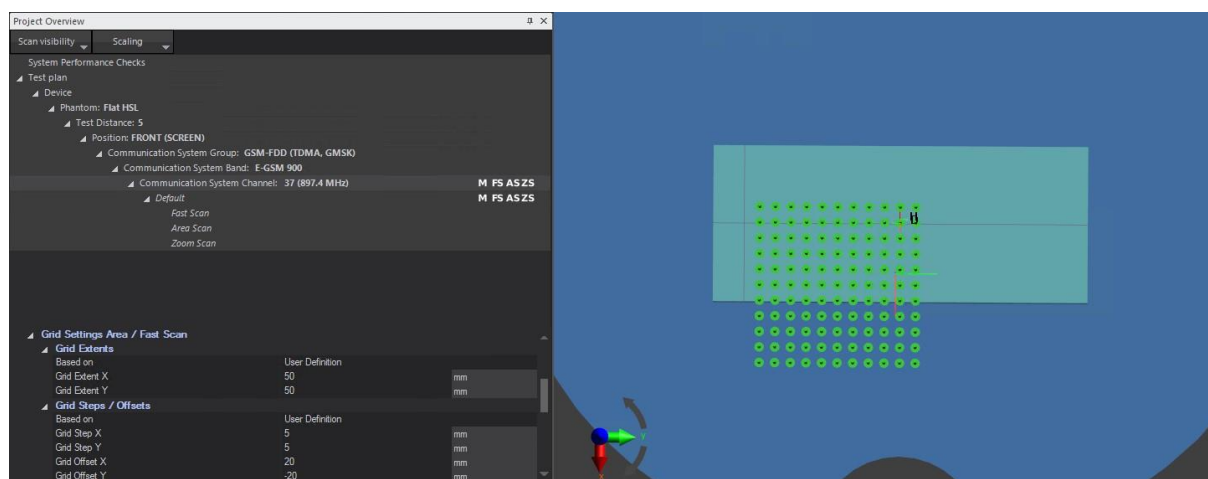 Project Overview
Scan visibility Scaling
System Performance Checks
Test plan
Device
Phantom: Flat HSL
Test Distance: 5
Position: FRONT (SCREEN)
Communication System Group: GSM-FDD (TDMA, GMSK)
Communication System Band: E-GSM 900
Communication System Channel: 37 (897.4 MHz) M FS AS ZS
Default M FS AS ZS
Fast Scan
Area Scan
Zoom Scan
Grid Settings Area / Fast Scan
Grid Extents
Based on User Definition
Grid Extent X 50 mm
Grid Extent Y 50 mm
Grid Steps / Offsets
Based on User Definition
Grid Step X 5 mm
Grid Step Y 5 mm
Grid Offset X 20 mm
Grid Offset Y -20 mm
Y